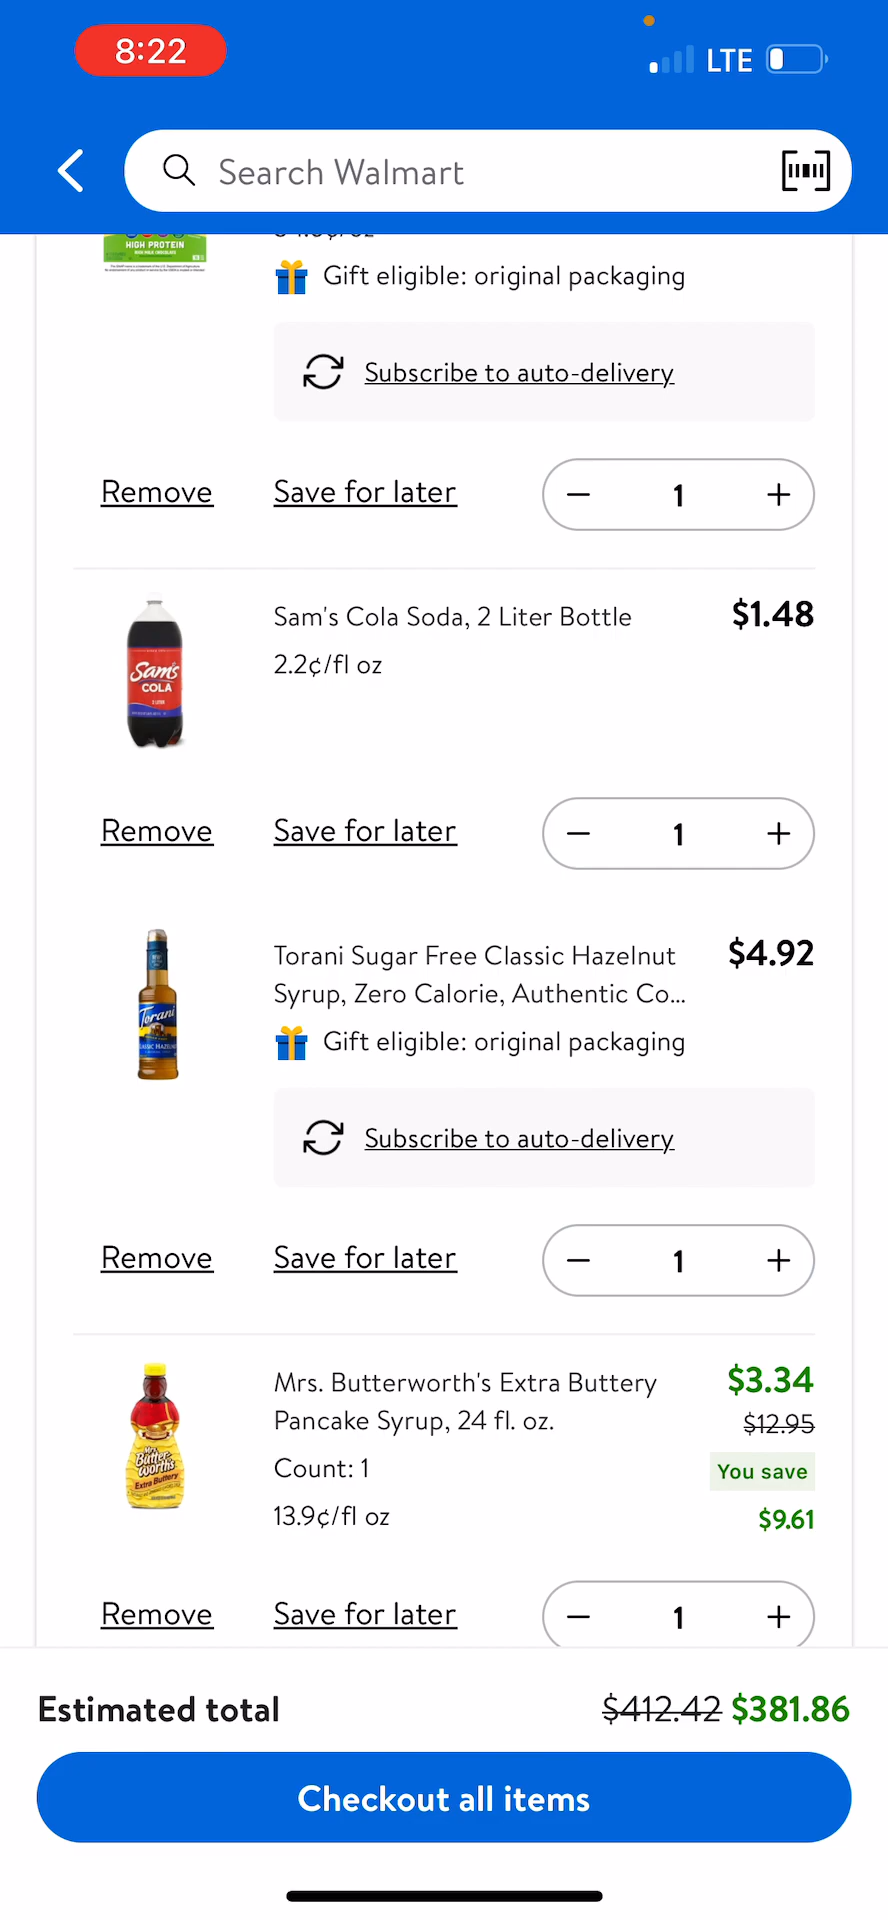 8:22
LTE
Search Walmart
HIGH PROTEIN
Gift eligible: original packaging
Subscribe to auto-delivery
Remove
Save for later
1
Sam's Cola Soda, 2 Liter Bottle
$1.48
2.2¢/fl oz
Sam's
COLA
Remove
Save for later
1
Torani Sugar Free Classic Hazelnut
$4.92
Syrup, Zero Calorie, Authentic Co...
Gift eligible: original packaging
Torani
Subscribe to auto-delivery
Remove
Save for later
1
Mrs. Butterworth's Extra Buttery
$3.34
Pancake Syrup, 24 fl. oz.
$12.95
Count: 1
You save
13.9¢/fl oz
$9.61
Mrs.
Butter
worth's
Extra Buttery
Remove
Save for later
1
Estimated total
$412.42 $381.86
Checkout all items